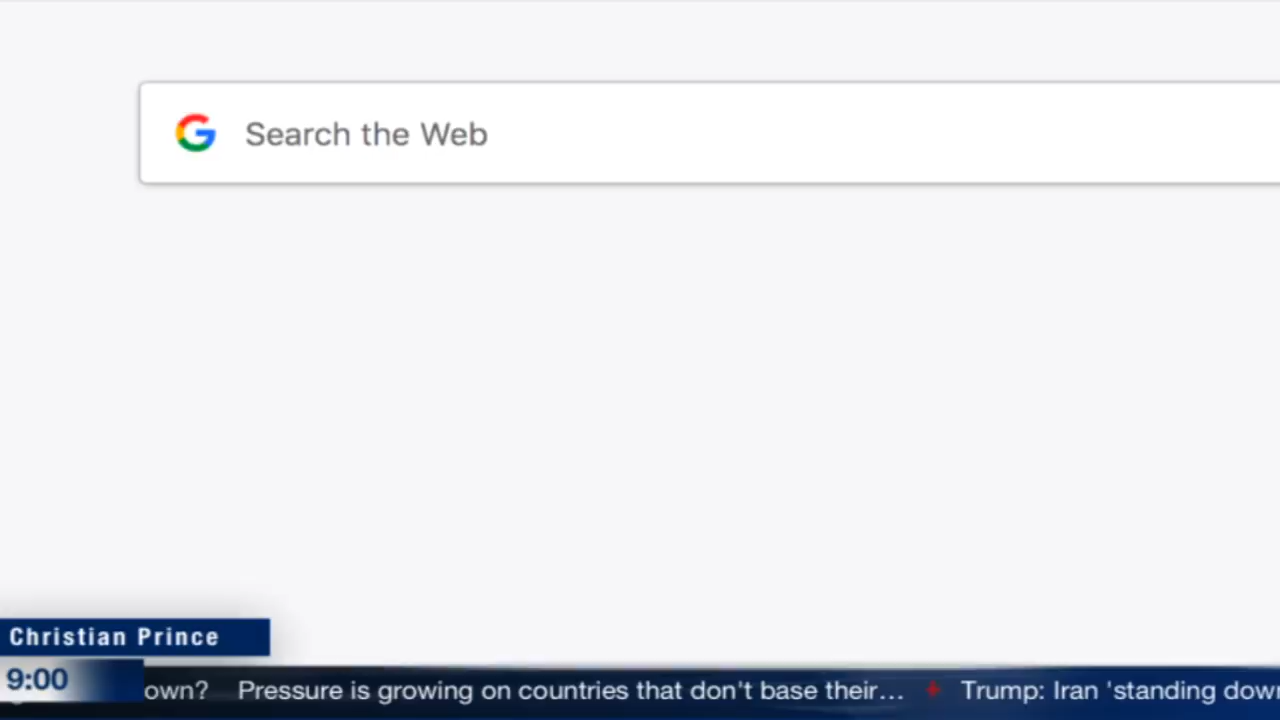 Search the Web
Christian Prince
9:00
own? Pressure is growing on countries that don't base their… Trump: Iran 'standing down